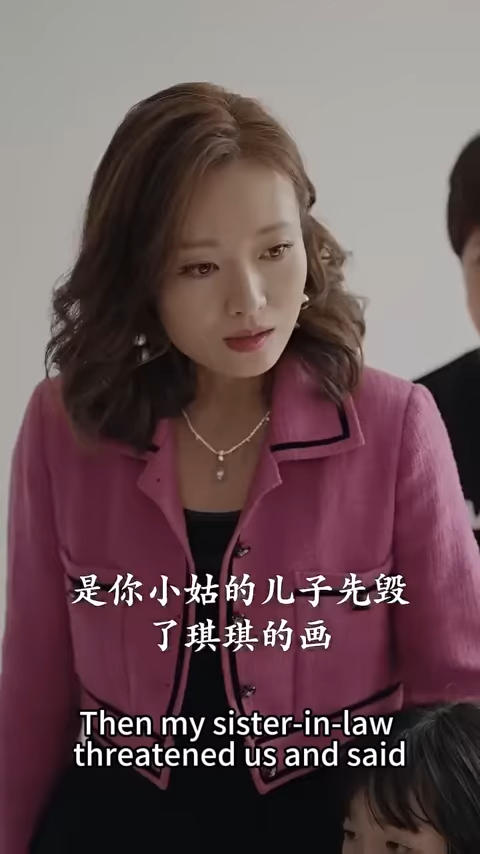 是你小姑的儿子先毁
了琪琪的画
Then my sister-in-law
threatened us and said